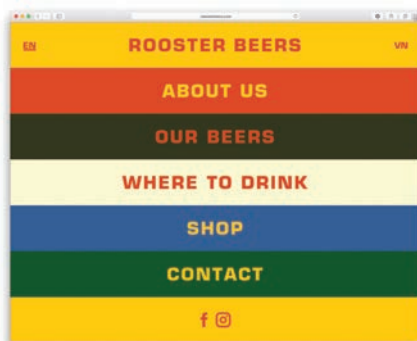 EN
ROOSTER BEERS
VN
ABOUT US
OUR BEERS
WHERE TO DRINK
SHOP
CONTACT